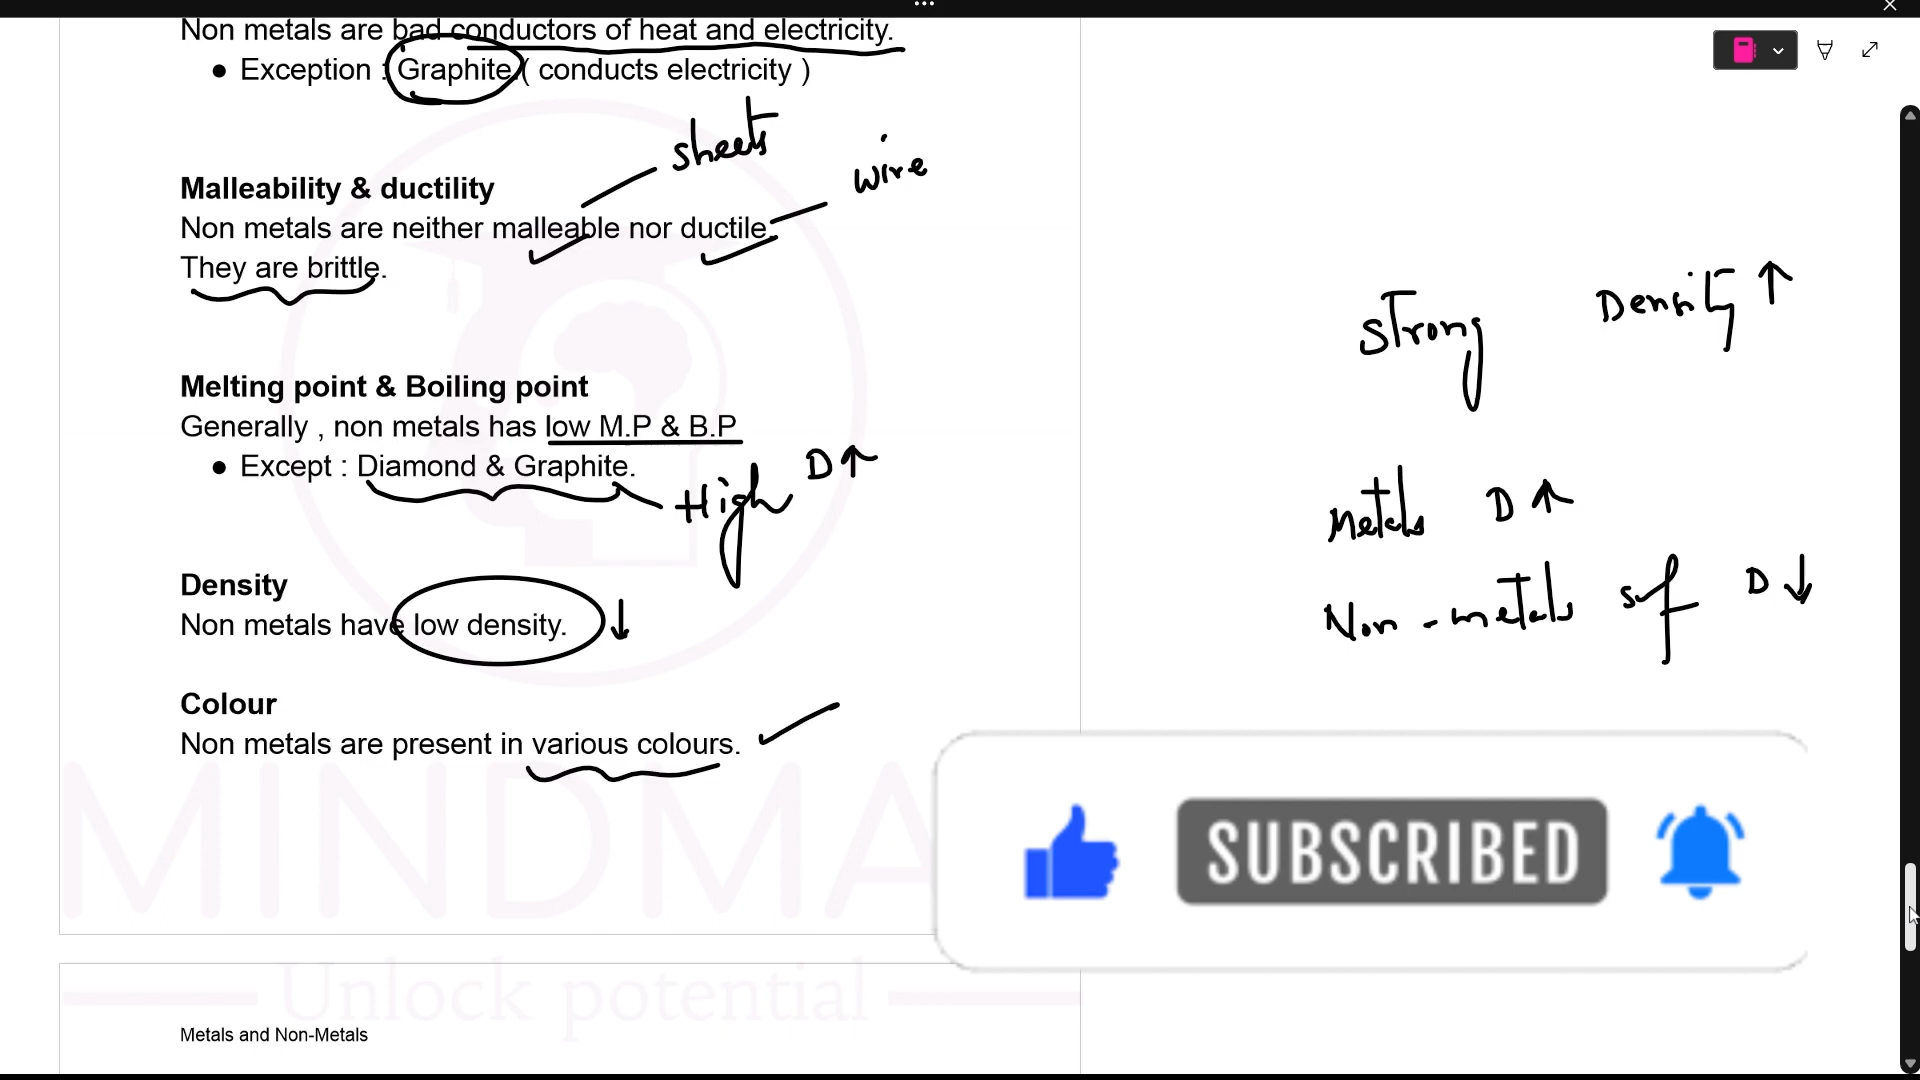 Non metals are bad conductors of heat and electricity.
● Exception : Graphite ( conducts electricity )
sheets
wire
Malleability & ductility
Non metals are neither malleable nor ductile.
They are brittle.
Strong Density ↑
Melting point & Boiling point
Generally , non metals has low M.P & B.P
● Except : Diamond & Graphite.
High D↑
Metals D ↑
Density
Non metals have low density. ↓
Non-metals sf D ↓
Colour
Non metals are present in various colours.
SUBSCRIBED
MINDMA
Unlock potential
Metals and Non-Metals